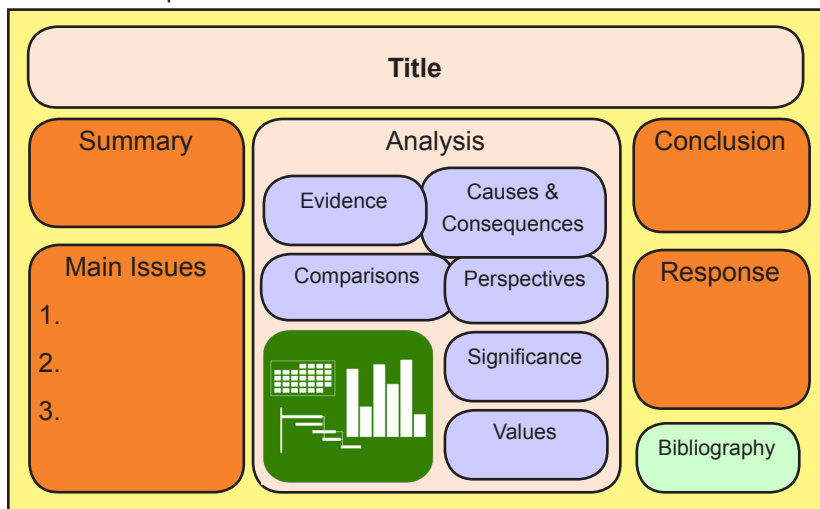 Title
Summary
Main Issues
1.
2.
3.
Analysis
Evidence
Causes &
Consequences
Comparisons
Perspectives
Significance
Values
Conclusion
Response
Bibliography